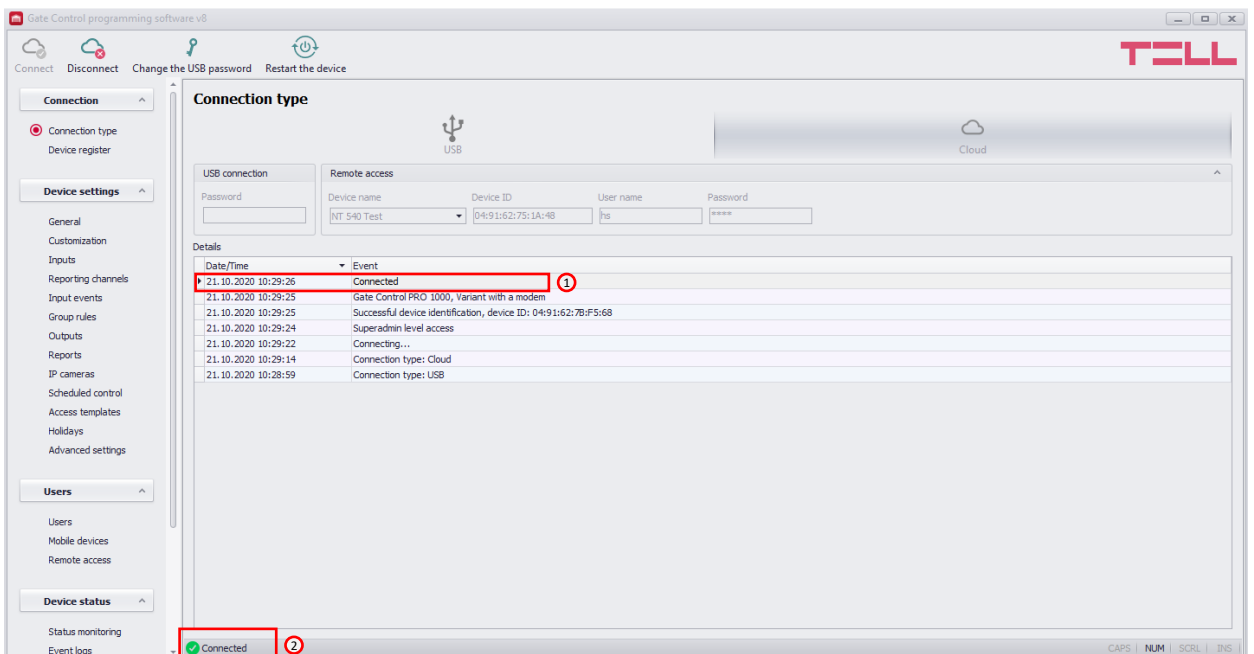 Gate Control programming software v8
Connect Disconnect Change the USB password Restart the device
TELL
Connection
Connection type
Device register
Device settings
General
Customization
Inputs
Reporting channels
Input events
Group rules
Outputs
Reports
IP cameras
Scheduled control
Access templates
Holidays
Advanced settings
Users
Users
Mobile devices
Remote access
Device status
Status monitoring
Event logs
Connection type
USB Cloud
USB connection Remote access
Password Device name Device ID User name Password
NT 540 Test 04:91:62:75:1A:48 hs ****
Details
Date/Time Event
21.10.2020 10:29:26 Connected 1
21.10.2020 10:29:25 Gate Control PRO 1000, Variant with a modem
21.10.2020 10:29:25 Successful device identification, device ID: 04:91:62:7B:F5:68
21.10.2020 10:29:24 Superadmin level access
21.10.2020 10:29:22 Connecting...
21.10.2020 10:29:14 Connection type: Cloud
21.10.2020 10:28:59 Connection type: USB
Connected 2
CAPS NUM SCRL INS